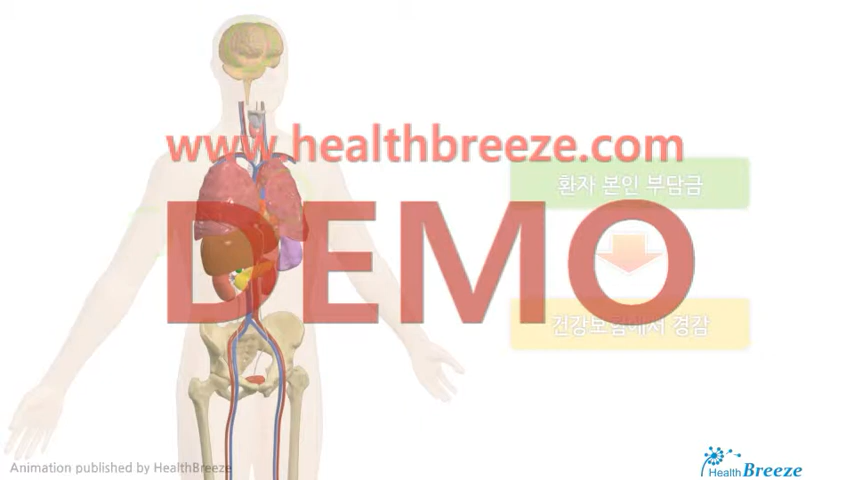 www.healthbreeze.com
환자 본인 부담금
DEMO
건강보험에서 경감
Animation published by HealthBreeze
Health Breeze